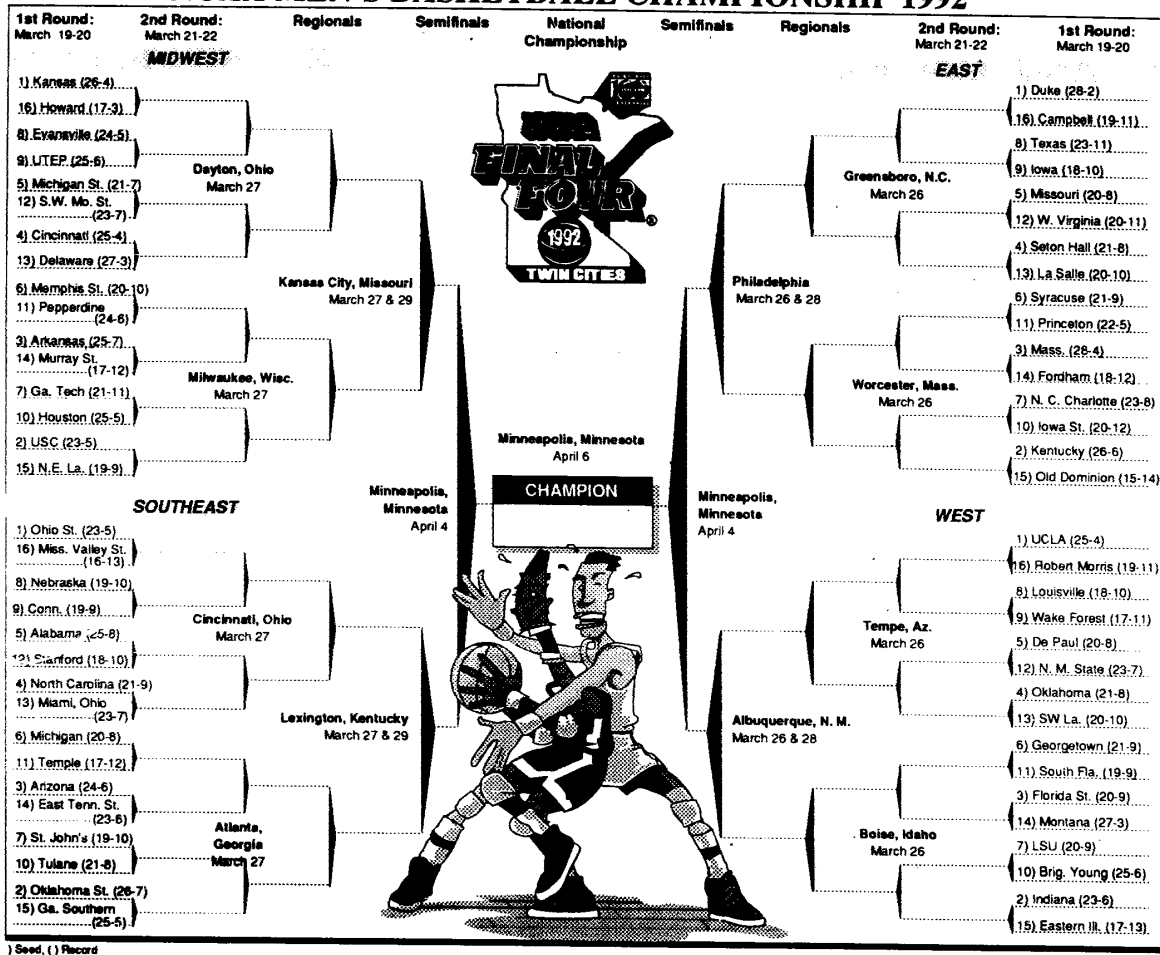 MEN'S BASKETBALL CHAMPIONSHIP 1992
1st Round:
March 19-20
2nd Round:
March 21-22
Regionals
Semifinals
National
Championship
Semifinals
Regionals
2nd Round:
March 21-22
1st Round:
March 19-20
MIDWEST
1) Kansas (26-4)
16) Howard (17-3)
8) Evansville (24-5)
9) UTEP (25-6)
5) Michigan St. (21-7)
12) S.W. Mo. St.
(23-7)
4) Cincinnati (25-4)
13) Delaware (27-3)
6) Memphis St. (20-10)
11) Pepperdine
(24-6)
3) Arkansas (25-7)
14) Murray St.
(17-12)
7) Ga. Tech (21-11)
10) Houston (25-5)
2) USC (23-5)
15) N.E. La. (19-9)
Dayton, Ohio
March 27
Kansas City, Missouri
March 27 & 29
Milwaukee, Wisc.
March 27
SOUTHEAST
1) Ohio St. (23-5)
16) Miss. Valley St.
(16-13)
8) Nebraska (19-10)
9) Conn. (19-9)
5) Alabama (25-8)
12) Stanford (18-10)
4) North Carolina (21-9)
13) Miami, Ohio
(23-7)
6) Michigan (20-8)
11) Temple (17-12)
3) Arizona (24-6)
14) East Tenn. St.
(23-6)
7) St. John's (19-10)
10) Tulane (21-8)
2) Oklahoma St. (26-7)
15) Ga. Southern
(25-5)
Cincinnati, Ohio
March 27
Lexington, Kentucky
March 27 & 29
Atlanta,
Georgia
March 27
Minneapolis,
Minnesota
April 4
FINAL
FOUR
®
1992
TWIN CITIES
Minneapolis, Minnesota
April 6
CHAMPION
Minneapolis,
Minnesota
April 4
EAST
1) Duke (28-2)
16) Campbell (19-11)
8) Texas (23-11)
9) Iowa (18-10)
5) Missouri (20-8)
12) W. Virginia (20-11)
4) Seton Hall (21-8)
13) La Salle (20-10)
6) Syracuse (21-9)
11) Princeton (22-5)
3) Mass. (28-4)
14) Fordham (18-12)
7) N. C. Charlotte (23-8)
10) Iowa St. (20-12)
2) Kentucky (26-6)
15) Old Dominion (15-14)
Greensboro, N.C.
March 26
Philadelphia
March 26 & 28
Worcester, Mass.
March 26
WEST
1) UCLA (25-4)
16) Robert Morris (19-11)
8) Louisville (18-10)
9) Wake Forest (17-11)
5) De Paul (20-8)
12) N. M. State (23-7)
4) Oklahoma (21-8)
13) SW La. (20-10)
6) Georgetown (21-9)
11) South Fla. (19-9)
3) Florida St. (20-9)
14) Montana (27-3)
7) LSU (20-9)
10) Brig. Young (25-6)
2) Indiana (23-6)
15) Eastern Ill. (17-13)
Tempe, Az.
March 26
Albuquerque, N. M.
March 26 & 28
Boise, Idaho
March 26
) Seed, ( ) Record